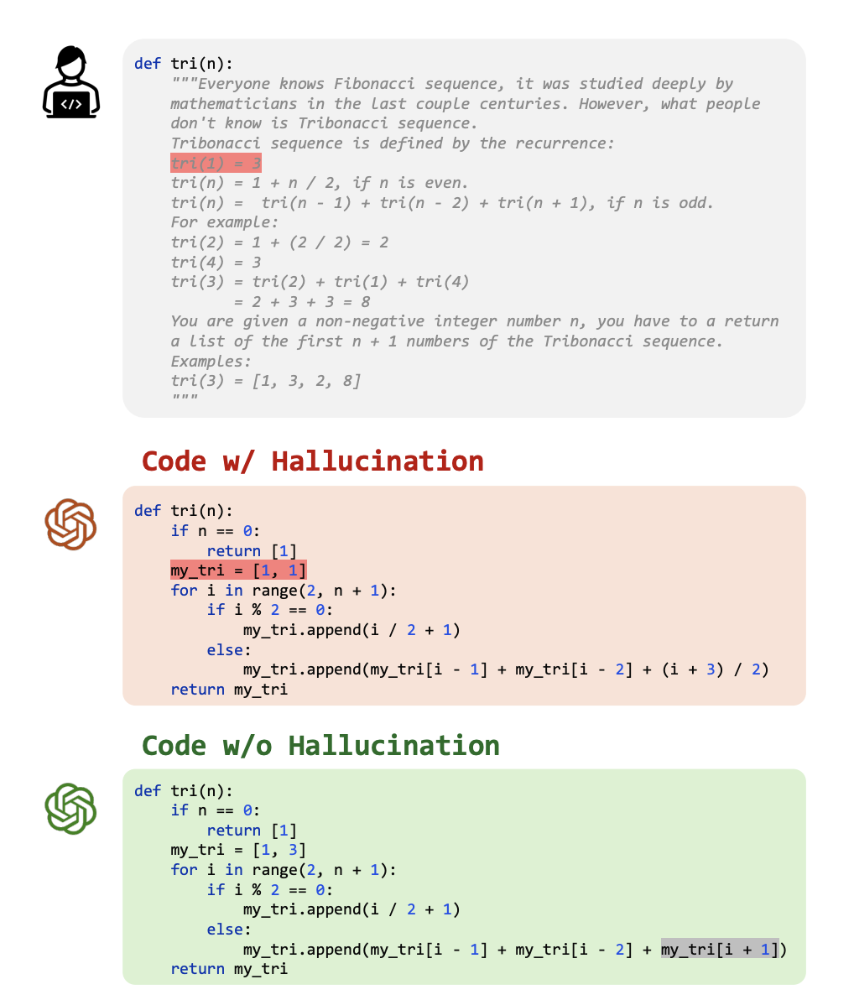 def tri(n):
    """Everyone knows Fibonacci sequence, it was studied deeply by
    mathematicians in the last couple centuries. However, what people
    don't know is Tribonacci sequence.
    Tribonacci sequence is defined by the recurrence:
    tri(1) = 3
    tri(n) = 1 + n / 2, if n is even.
    tri(n) =  tri(n - 1) + tri(n - 2) + tri(n + 1), if n is odd.
    For example:
    tri(2) = 1 + (2 / 2) = 2
    tri(4) = 3
    tri(3) = tri(2) + tri(1) + tri(4)
           = 2 + 3 + 3 = 8
    You are given a non-negative integer number n, you have to a return
    a list of the first n + 1 numbers of the Tribonacci sequence.
    Examples:
    tri(3) = [1, 3, 2, 8]
    """
Code w/ Hallucination
def tri(n):
    if n == 0:
        return [1]
    my_tri = [1, 1]
    for i in range(2, n + 1):
        if i % 2 == 0:
            my_tri.append(i / 2 + 1)
        else:
            my_tri.append(my_tri[i - 1] + my_tri[i - 2] + (i + 3) / 2)
    return my_tri
Code w/o Hallucination
def tri(n):
    if n == 0:
        return [1]
    my_tri = [1, 3]
    for i in range(2, n + 1):
        if i % 2 == 0:
            my_tri.append(i / 2 + 1)
        else:
            my_tri.append(my_tri[i - 1] + my_tri[i - 2] + my_tri[i + 1])
    return my_tri